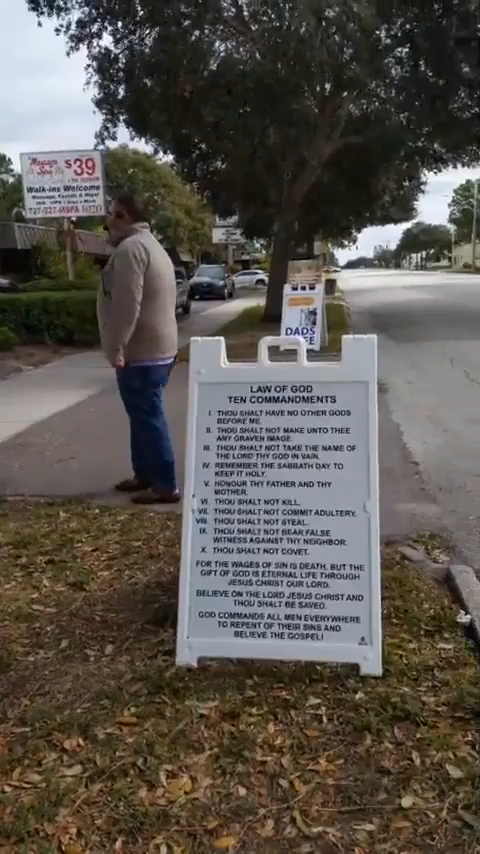 Massage Spa $39
Walk-ins Welcome
LAW OF GOD
TEN COMMANDMENTS
I. THOU SHALT HAVE NO OTHER GODS
BEFORE ME.
II. THOU SHALT NOT MAKE UNTO THEE
ANY GRAVEN IMAGE.
III. THOU SHALT NOT TAKE THE NAME OF
THE LORD THY GOD IN VAIN.
IV. REMEMBER THE SABBATH DAY TO
KEEP IT HOLY.
V. HONOUR THY FATHER AND THY
MOTHER.
VI. THOU SHALT NOT KILL.
VII. THOU SHALT NOT COMMIT ADULTERY.
VIII. THOU SHALT NOT STEAL.
IX. THOU SHALT NOT BEAR FALSE
WITNESS AGAINST THY NEIGHBOR.
X. THOU SHALT NOT COVET.
FOR THE WAGES OF SIN IS DEATH, BUT THE
GIFT OF GOD IS ETERNAL LIFE THROUGH
JESUS CHRIST OUR LORD.
BELIEVE ON THE LORD JESUS CHRIST AND
THOU SHALT BE SAVED.
GOD COMMANDS ALL MEN EVERYWHERE
TO REPENT OF THEIR SINS AND
BELIEVE THE GOSPEL!
DADS